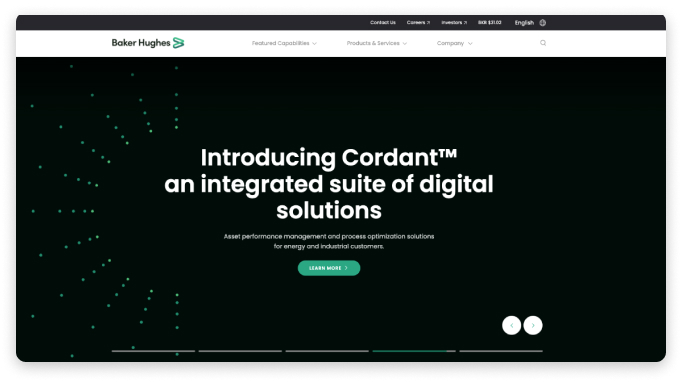 Contact Us Careers Investors BKR $31.02 English
Baker Hughes Featured Capabilities Products & Services Company
Introducing Cordant™
an integrated suite of digital
solutions
Asset performance management and process optimization solutions
for energy and industrial customers.
LEARN MORE